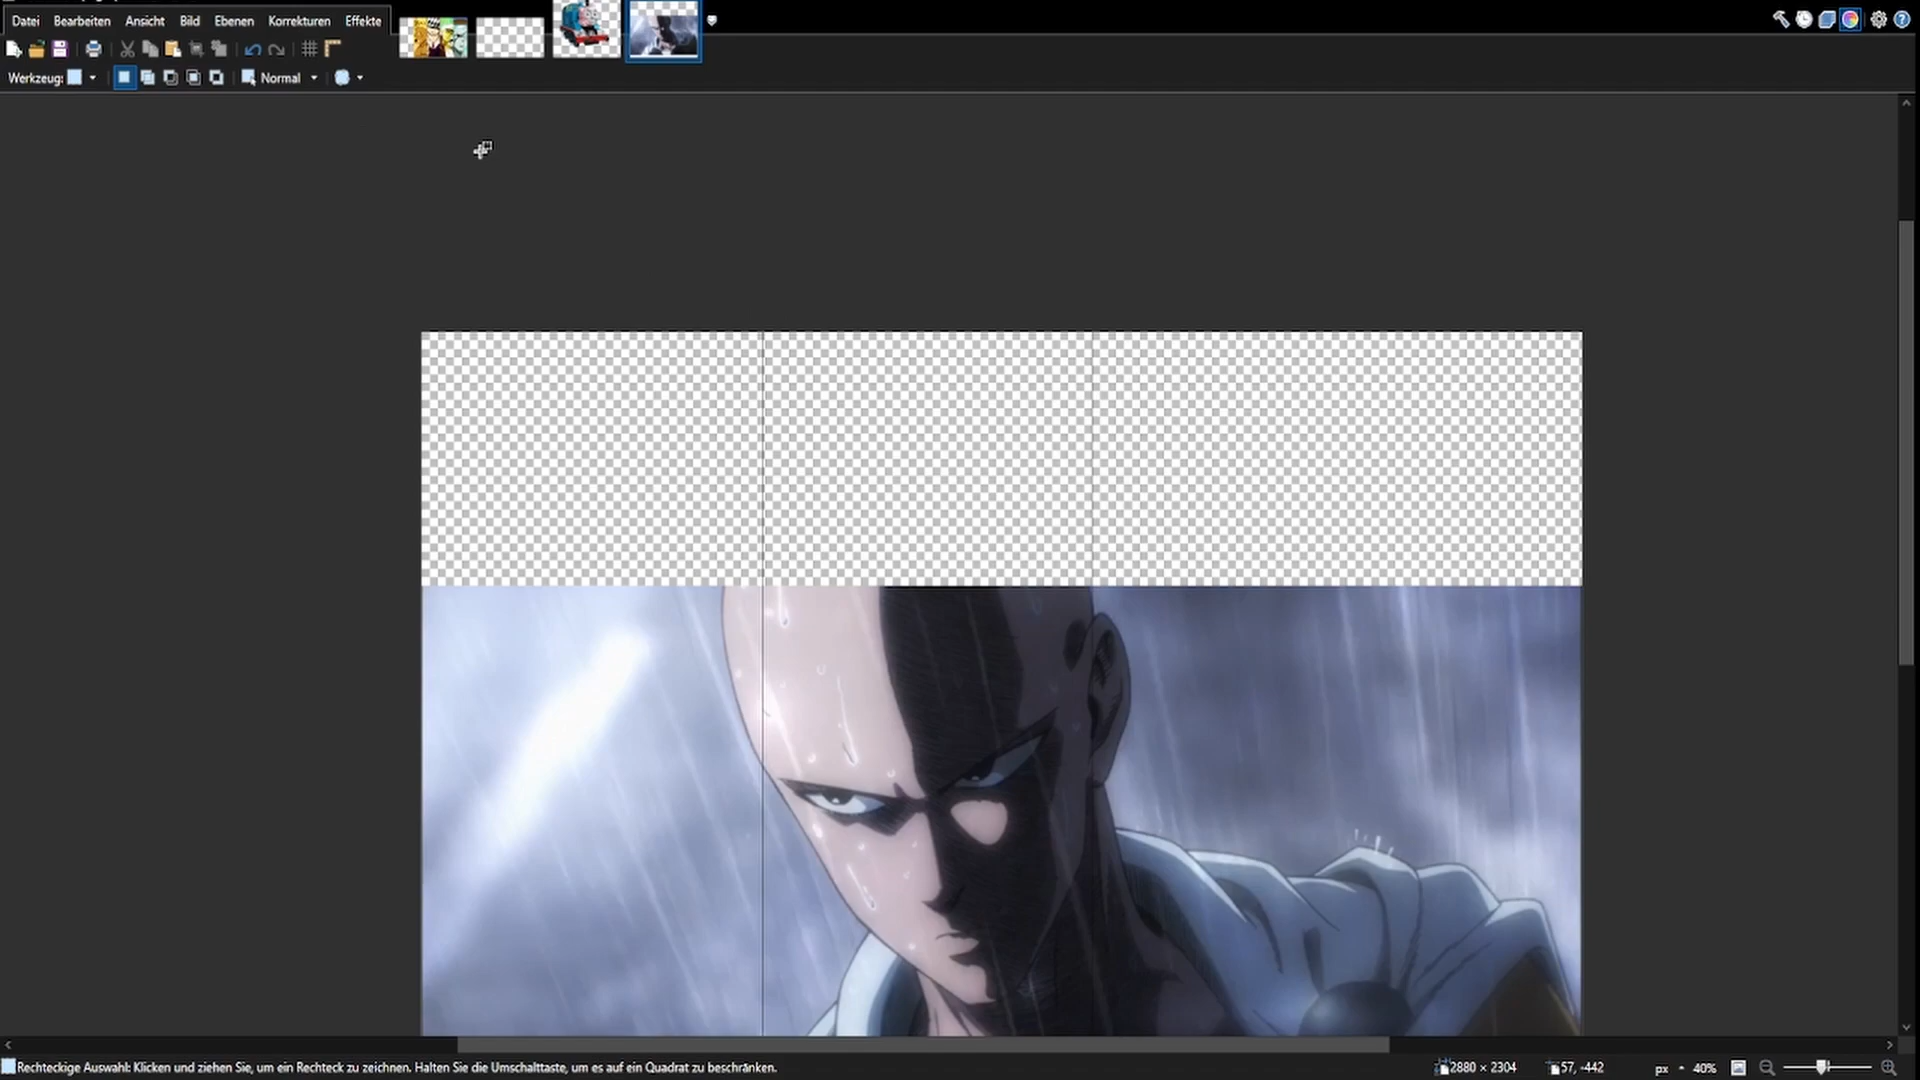 Datei Bearbeiten Ansicht Bild Ebenen Korrekturen Effekte
Werkzeug: Normal
Rechteckige Auswahl: Klicken und ziehen Sie, um ein Rechteck zu zeichnen. Halten Sie die Umschalttaste, um es auf ein Quadrat zu beschränken. 2880 × 2304 57, -442 px 40%